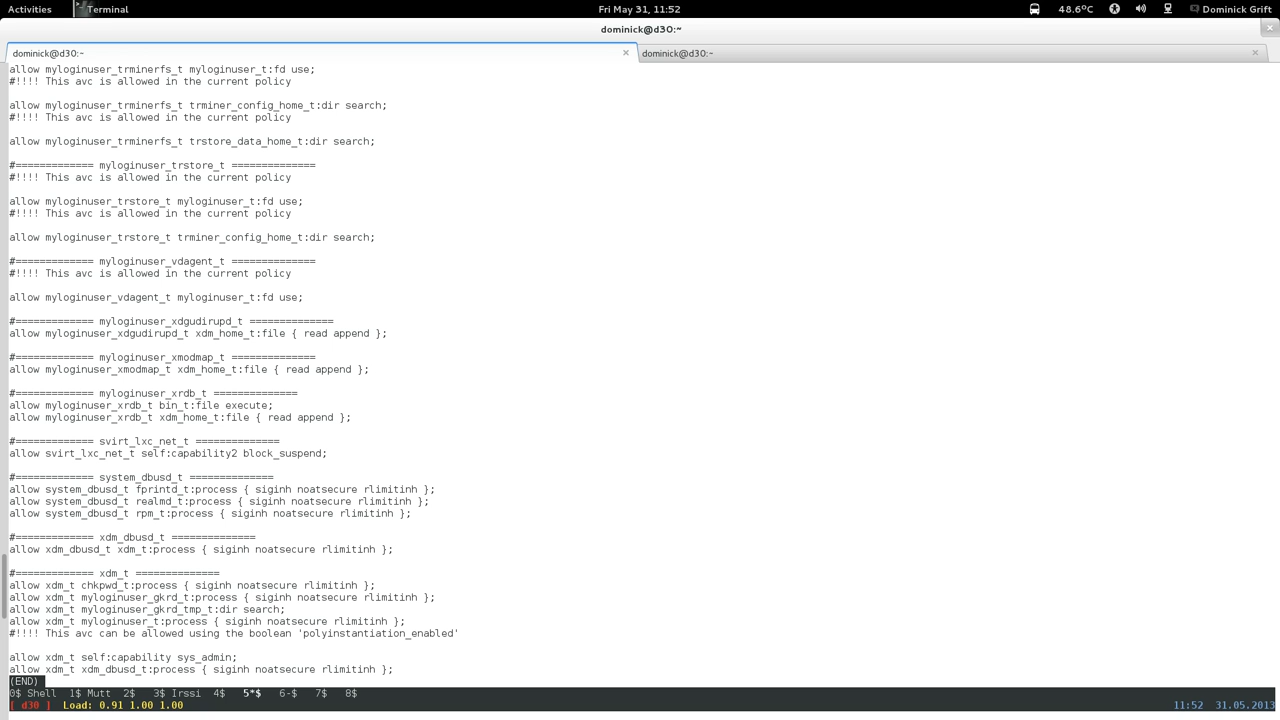 Activities
Terminal
Fri May 31, 11:52
48.6°C
Dominick Grift
dominick@d30:~
dominick@d30:~
dominick@d30:~
allow myloginuser_trminerfs_t myloginuser_t:fd use;
#!!!! This avc is allowed in the current policy
allow myloginuser_trminerfs_t trminer_config_home_t:dir search;
#!!!! This avc is allowed in the current policy
allow myloginuser_trminerfs_t trstore_data_home_t:dir search;
#============= myloginuser_trstore_t ==============
#!!!! This avc is allowed in the current policy
allow myloginuser_trstore_t myloginuser_t:fd use;
#!!!! This avc is allowed in the current policy
allow myloginuser_trstore_t trminer_config_home_t:dir search;
#============= myloginuser_vdagent_t ==============
#!!!! This avc is allowed in the current policy
allow myloginuser_vdagent_t myloginuser_t:fd use;
#============= myloginuser_xdgudirupd_t ==============
allow myloginuser_xdgudirupd_t xdm_home_t:file { read append };
#============= myloginuser_xmodmap_t ==============
allow myloginuser_xmodmap_t xdm_home_t:file { read append };
#============= myloginuser_xrdb_t ==============
allow myloginuser_xrdb_t bin_t:file execute;
allow myloginuser_xrdb_t xdm_home_t:file { read append };
#============= svirt_lxc_net_t ==============
allow svirt_lxc_net_t self:capability2 block_suspend;
#============= system_dbusd_t ==============
allow system_dbusd_t fprintd_t:process { siginh noatsecure rlimitinh };
allow system_dbusd_t realmd_t:process { siginh noatsecure rlimitinh };
allow system_dbusd_t rpm_t:process { siginh noatsecure rlimitinh };
#============= xdm_dbusd_t ==============
allow xdm_dbusd_t xdm_t:process { siginh noatsecure rlimitinh };
#============= xdm_t ==============
allow xdm_t chkpwd_t:process { siginh noatsecure rlimitinh };
allow xdm_t myloginuser_gkrd_t:process { siginh noatsecure rlimitinh };
allow xdm_t myloginuser_gkrd_tmp_t:dir search;
allow xdm_t myloginuser_t:process { siginh noatsecure rlimitinh };
#!!!! This avc can be allowed using the boolean 'polyinstantiation_enabled'
allow xdm_t self:capability sys_admin;
allow xdm_t xdm_dbusd_t:process { siginh noatsecure rlimitinh };
(END)
0$ Shell  1$ Mutt  2$  3$ Irssi  4$  5*$  6-$  7$  8$
[ d30 ]  Load: 0.91 1.00 1.00
11:52  31.05.2013